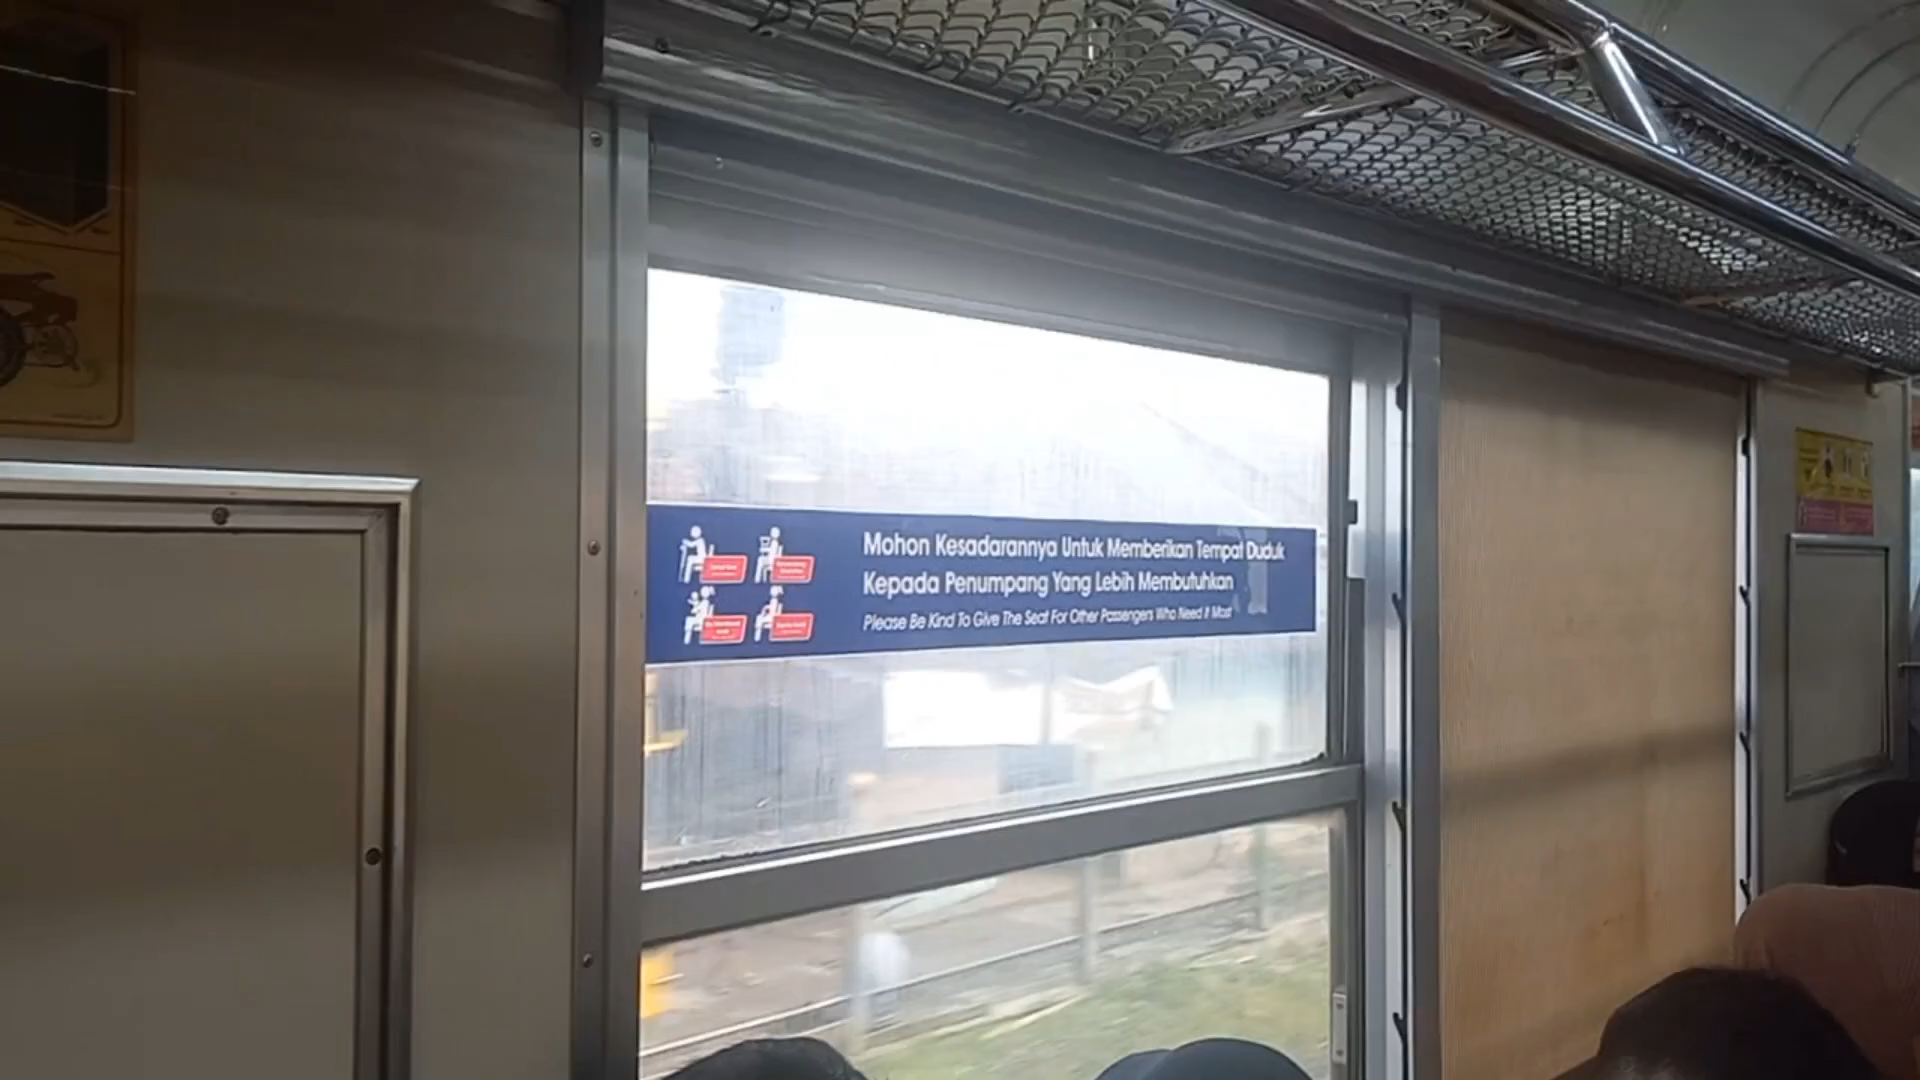 Mohon Kesadarannya Untuk Memberikan Tempat Duduk
Kepada Penumpang Yang Lebih Membutuhkan
Please Be Kind To Give The Seat For Other Passengers Who Need It Most